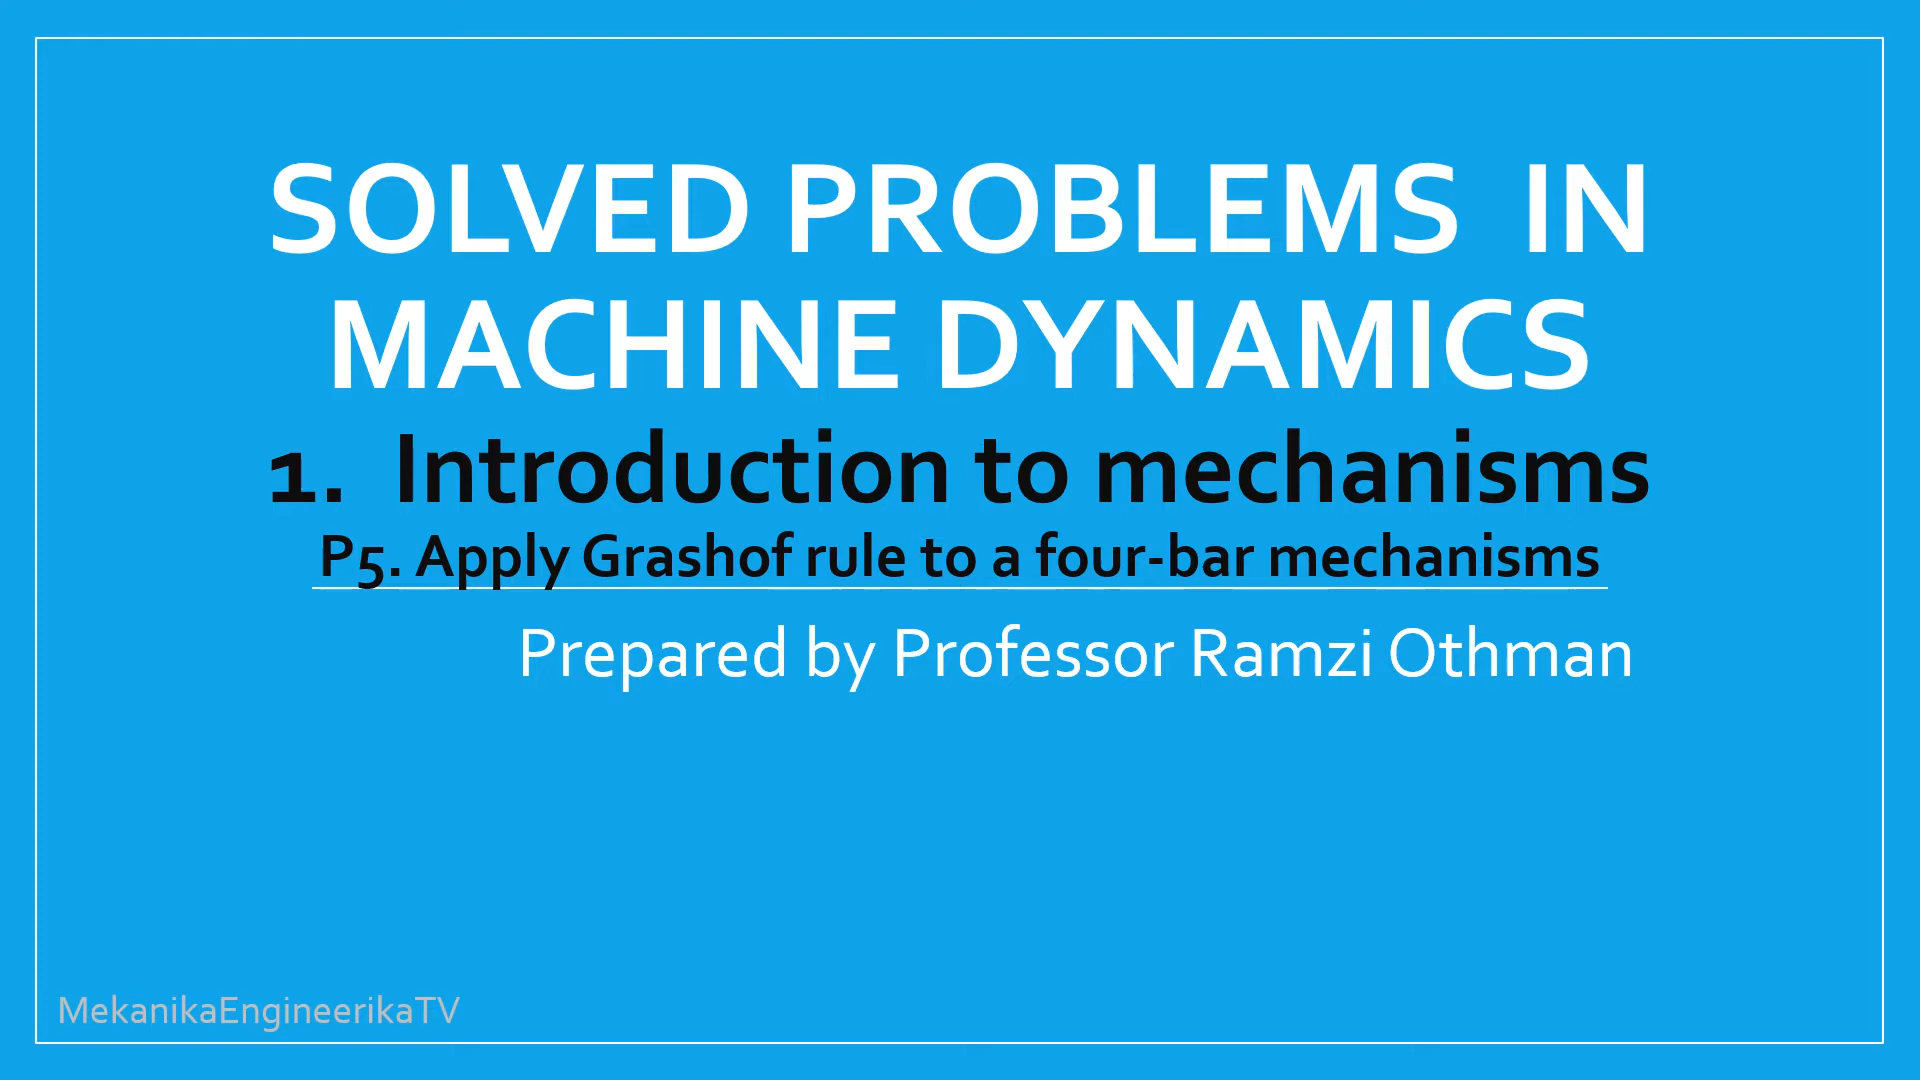 SOLVED PROBLEMS IN
MACHINE DYNAMICS
1. Introduction to mechanisms
P5. Apply Grashof rule to a four-bar mechanisms
Prepared by Professor Ramzi Othman
MekanikaEngineerikaTV